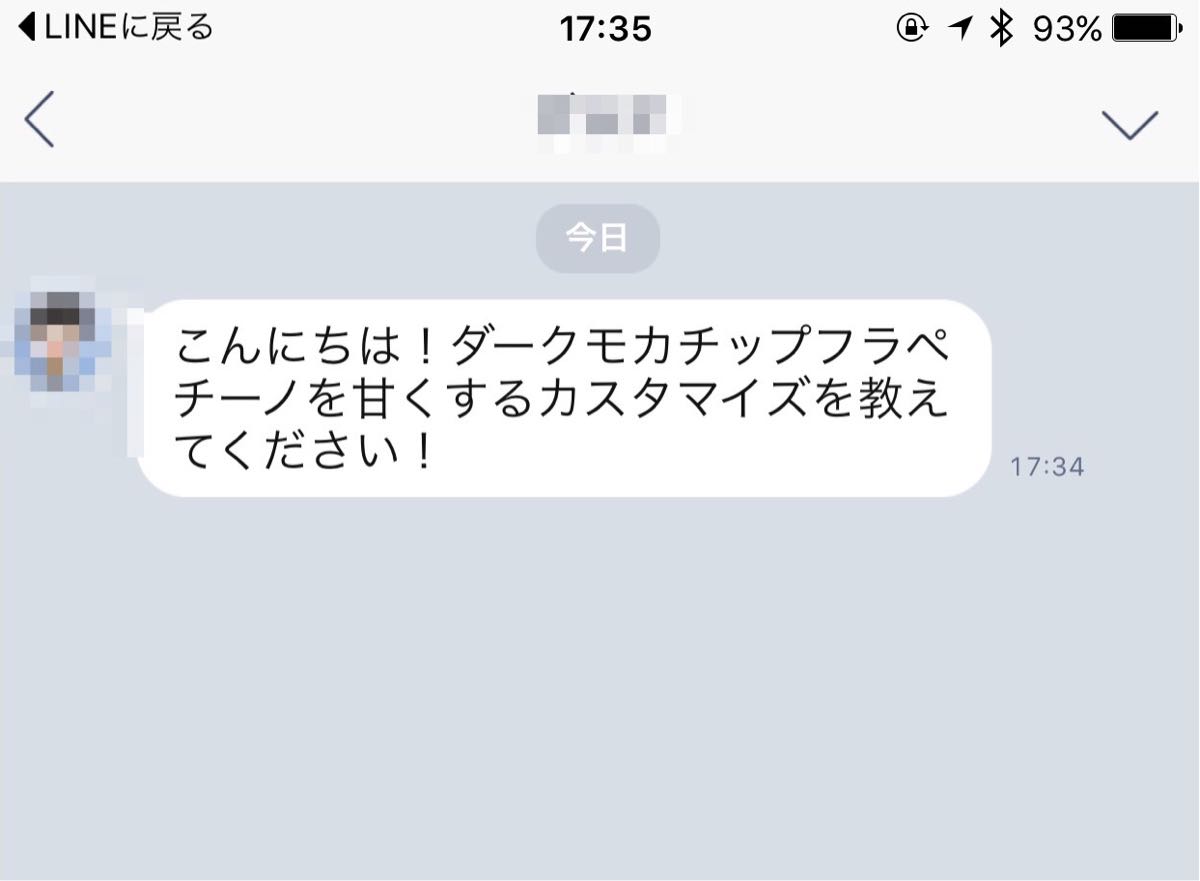 LINEに戻る 17:35 93%
今日
こんにちは！ダークモカチップフラペ
チーノを甘くするカスタマイズを教え
てください！
17:34